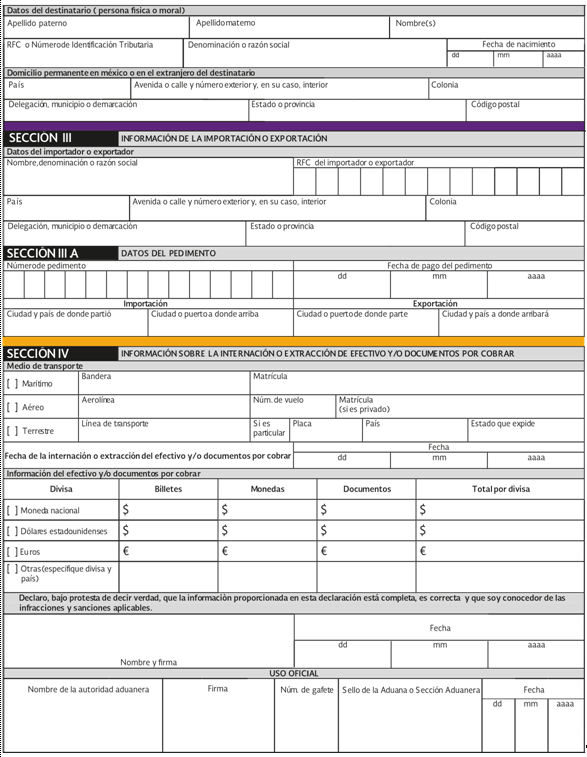 Datos del destinatario ( persona física o moral)
Apellido paterno Apellido materno Nombre(s)
RFC o Número de Identificación Tributaria Denominación o razón social Fecha de nacimiento
dd mm aaaa
Domicilio permanente en méxico o en el extranjero del destinatario
País Avenida o calle y número exterior y, en su caso, interior Colonia
Delegación, municipio o demarcación Estado o provincia Código postal
SECCIÓN III INFORMACIÓN DE LA IMPORTACIÓN O EXPORTACIÓN
Datos del importador o exportador
Nombre,denominación o razón social RFC del importador o exportador
País Avenida o calle y número exterior y, en su caso, interior Colonia
Delegación, municipio o demarcación Estado o provincia Código postal
SECCIÓN III A DATOS DEL PEDIMENTO
Número de pedimento Fecha de pago del pedimento
dd mm aaaa
Importación Exportación
Ciudad y país de donde partió Ciudad o puerto a donde arriba Ciudad o puerto de donde parte Ciudad y país a donde arribará
SECCIÓN IV INFORMACIÓN SOBRE LA INTERNACIÓN O EXTRACCIÓN DE EFECTIVO Y/O DOCUMENTOS POR COBRAR
Medio de transporte
[ ] Marítimo Bandera Matrícula
[ ] Aéreo Aerolínea Núm. de vuelo Matrícula
(si es privado)
[ ] Terrestre Línea de transporte Si es Placa País Estado que expide
particular
Fecha
Fecha de la internación o extracción del efectivo y/o documentos por cobrar dd mm aaaa
Información del efectivo y/o documentos por cobrar
Divisa Billetes Monedas Documentos Total por divisa
[ ] Moneda nacional $ $ $ $
[ ] Dólares estadounidenses $ $ $ $
[ ] Euros € € € €
[ ] Otras(especifique divisa y
país)
Declaro, bajo protesta de decir verdad, que la información proporcionada en esta declaración está completa, es correcta y que soy conocedor de las
infracciones y sanciones aplicables.
Fecha
dd mm aaaa
Nombre y firma
USO OFICIAL
Nombre de la autoridad aduanera Firma Núm. de gafete Sello de la Aduana o Sección Aduanera Fecha
dd mm aaaa